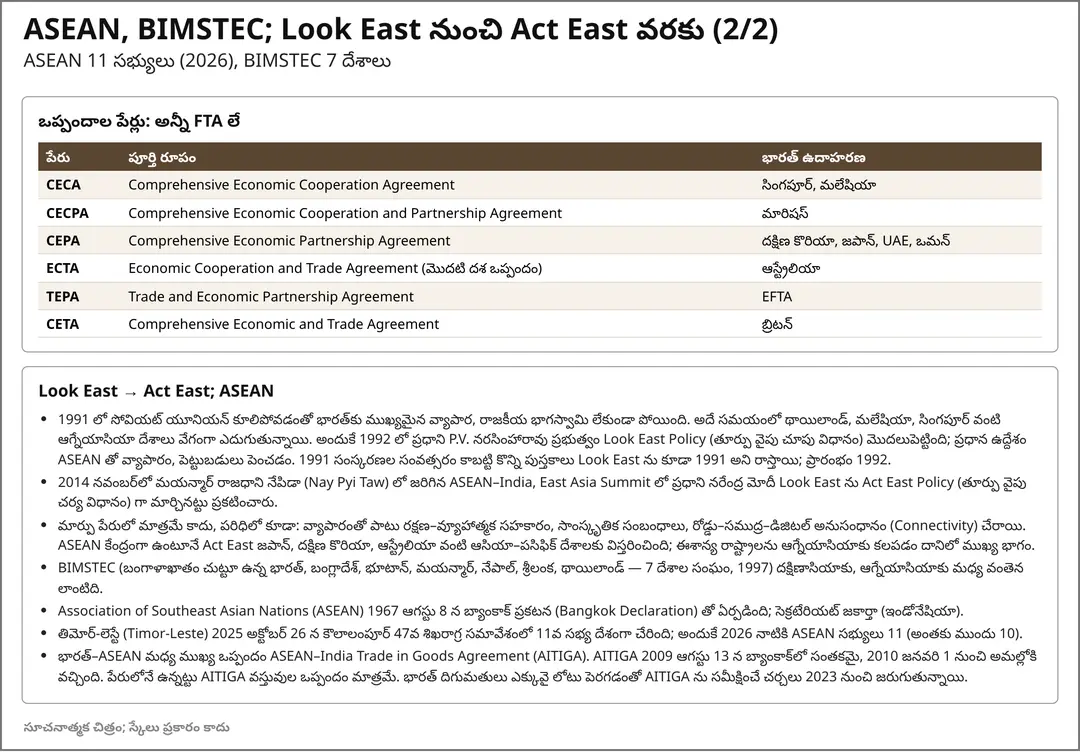 ASEAN, BIMSTEC; Look East నుంచి Act East వరకు (2/2)
ASEAN 11 సభ్యులు (2026), BIMSTEC 7 దేశాలు
ఒప్పందాల పేర్లు: అన్నీ FTA లే
పేరు పూర్తి రూపం భారత్ ఉదాహరణ
CECA Comprehensive Economic Cooperation Agreement సింగపూర్, మలేషియా
CECPA Comprehensive Economic Cooperation and Partnership Agreement మారిషస్
CEPA Comprehensive Economic Partnership Agreement దక్షిణ కొరియా, జపాన్, UAE, ఒమన్
ECTA Economic Cooperation and Trade Agreement (మొదటి దశ ఒప్పందం) ఆస్ట్రేలియా
TEPA Trade and Economic Partnership Agreement EFTA
CETA Comprehensive Economic and Trade Agreement బ్రిటన్
Look East → Act East; ASEAN
• 1991 లో సోవియట్ యూనియన్ కూలిపోవడంతో భారత్‌కు ముఖ్యమైన వ్యాపార, రాజకీయ భాగస్వామి లేకుండా పోయింది. అదే సమయంలో థాయిలాండ్, మలేషియా, సింగపూర్ వంటి
ఆగ్నేయాసియా దేశాలు వేగంగా ఎదుగుతున్నాయి. అందుకే 1992 లో ప్రధాని P.V. నరసింహారావు ప్రభుత్వం Look East Policy (తూర్పు వైపు చూపు విధానం) మొదలుపెట్టింది; ప్రధాన ఉద్దేశం
ASEAN తో వ్యాపారం, పెట్టుబడులు పెంచడం. 1991 సంస్కరణల సంవత్సరం కాబట్టి కొన్ని పుస్తకాలు Look East ను కూడా 1991 అని రాస్తాయి; ప్రారంభం 1992.
• 2014 నవంబర్‌లో మయన్మార్ రాజధాని నేపిడా (Nay Pyi Taw) లో జరిగిన ASEAN–India, East Asia Summit లో ప్రధాని నరేంద్ర మోదీ Look East ను Act East Policy (తూర్పు వైపు
చర్య విధానం) గా మార్చినట్టు ప్రకటించారు.
• మార్పు పేరులో మాత్రమే కాదు, పరిధిలో కూడా: వ్యాపారంతో పాటు రక్షణ–వ్యూహాత్మక సహకారం, సాంస్కృతిక సంబంధాలు, రోడ్డు–సముద్ర–డిజిటల్ అనుసంధానం (Connectivity) చేరాయి.
ASEAN కేంద్రంగా ఉంటూనే Act East జపాన్, దక్షిణ కొరియా, ఆస్ట్రేలియా వంటి ఆసియా–పసిఫిక్ దేశాలకు విస్తరించింది; ఈశాన్య రాష్ట్రాలను ఆగ్నేయాసియాకు కలపడం దానిలో ముఖ్య భాగం.
• BIMSTEC (బంగాళాఖాతం చుట్టూ ఉన్న భారత్, బంగ్లాదేశ్, భూటాన్, మయన్మార్, నేపాల్, శ్రీలంక, థాయిలాండ్ — 7 దేశాల సంఘం, 1997) దక్షిణాసియాకు, ఆగ్నేయాసియాకు మధ్య వంతెన
లాంటిది.
• Association of Southeast Asian Nations (ASEAN) 1967 ఆగస్టు 8 న బ్యాంకాక్ ప్రకటన (Bangkok Declaration) తో ఏర్పడింది; సెక్రటేరియట్ జకార్తా (ఇండోనేషియా).
• తిమోర్-లెస్తే (Timor-Leste) 2025 అక్టోబర్ 26 న కౌలాలంపూర్ 47వ శిఖరాగ్ర సమావేశంలో 11వ సభ్య దేశంగా చేరింది; అందుకే 2026 నాటికి ASEAN సభ్యులు 11 (అంతకు ముందు 10).
• భారత్–ASEAN మధ్య ముఖ్య ఒప్పందం ASEAN–India Trade in Goods Agreement (AITIGA). AITIGA 2009 ఆగస్టు 13 న బ్యాంకాక్‌లో సంతకమై, 2010 జనవరి 1 నుంచి అమల్లోకి
వచ్చింది. పేరులోనే ఉన్నట్టు AITIGA వస్తువుల ఒప్పందం మాత్రమే. భారత్ దిగుమతులు ఎక్కువై లోటు పెరగడంతో AITIGA ను సమీక్షించే చర్చలు 2023 నుంచి జరుగుతున్నాయి.
సూచనాత్మక చిత్రం; స్కేలు ప్రకారం కాదు